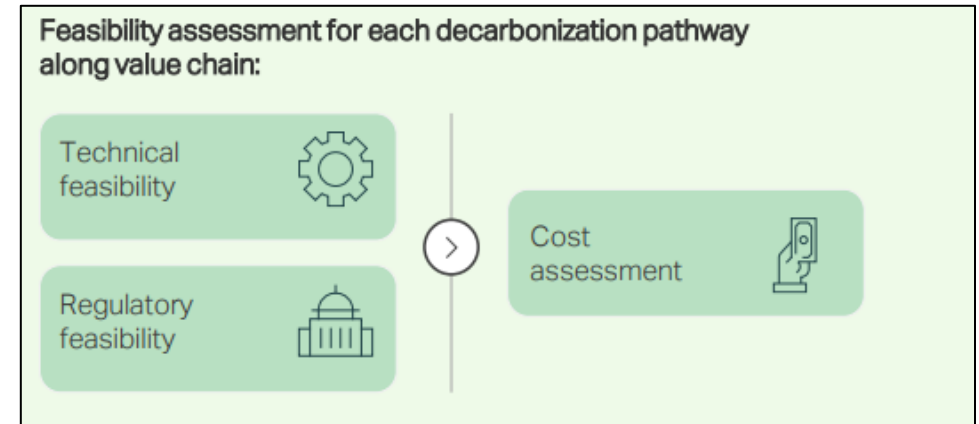 Feasibility assessment for each decarbonization pathway
along value chain:
Technical
feasibility
Regulatory
feasibility
Cost
assessment